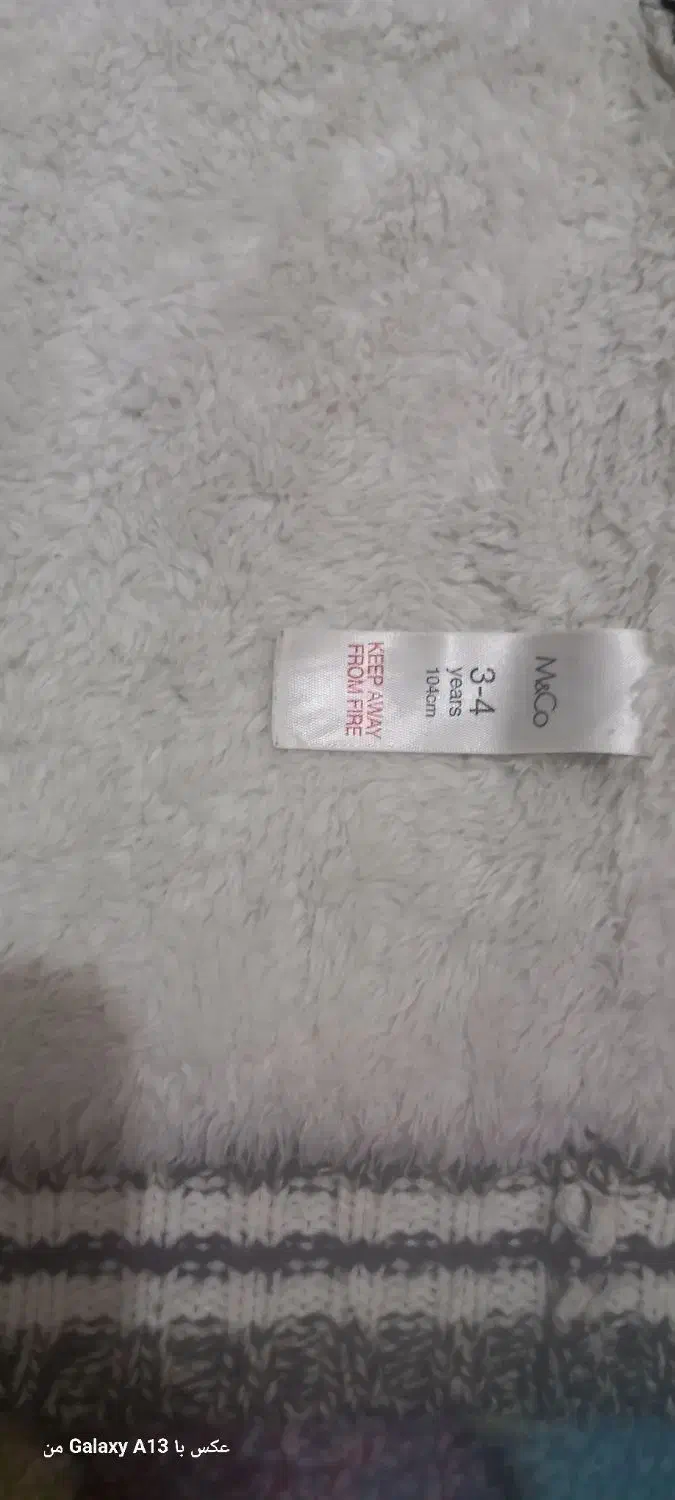 M&Co
3-4
years
104cm
KEEP AWAY
FROM FIRE
عکس با Galaxy A13 من